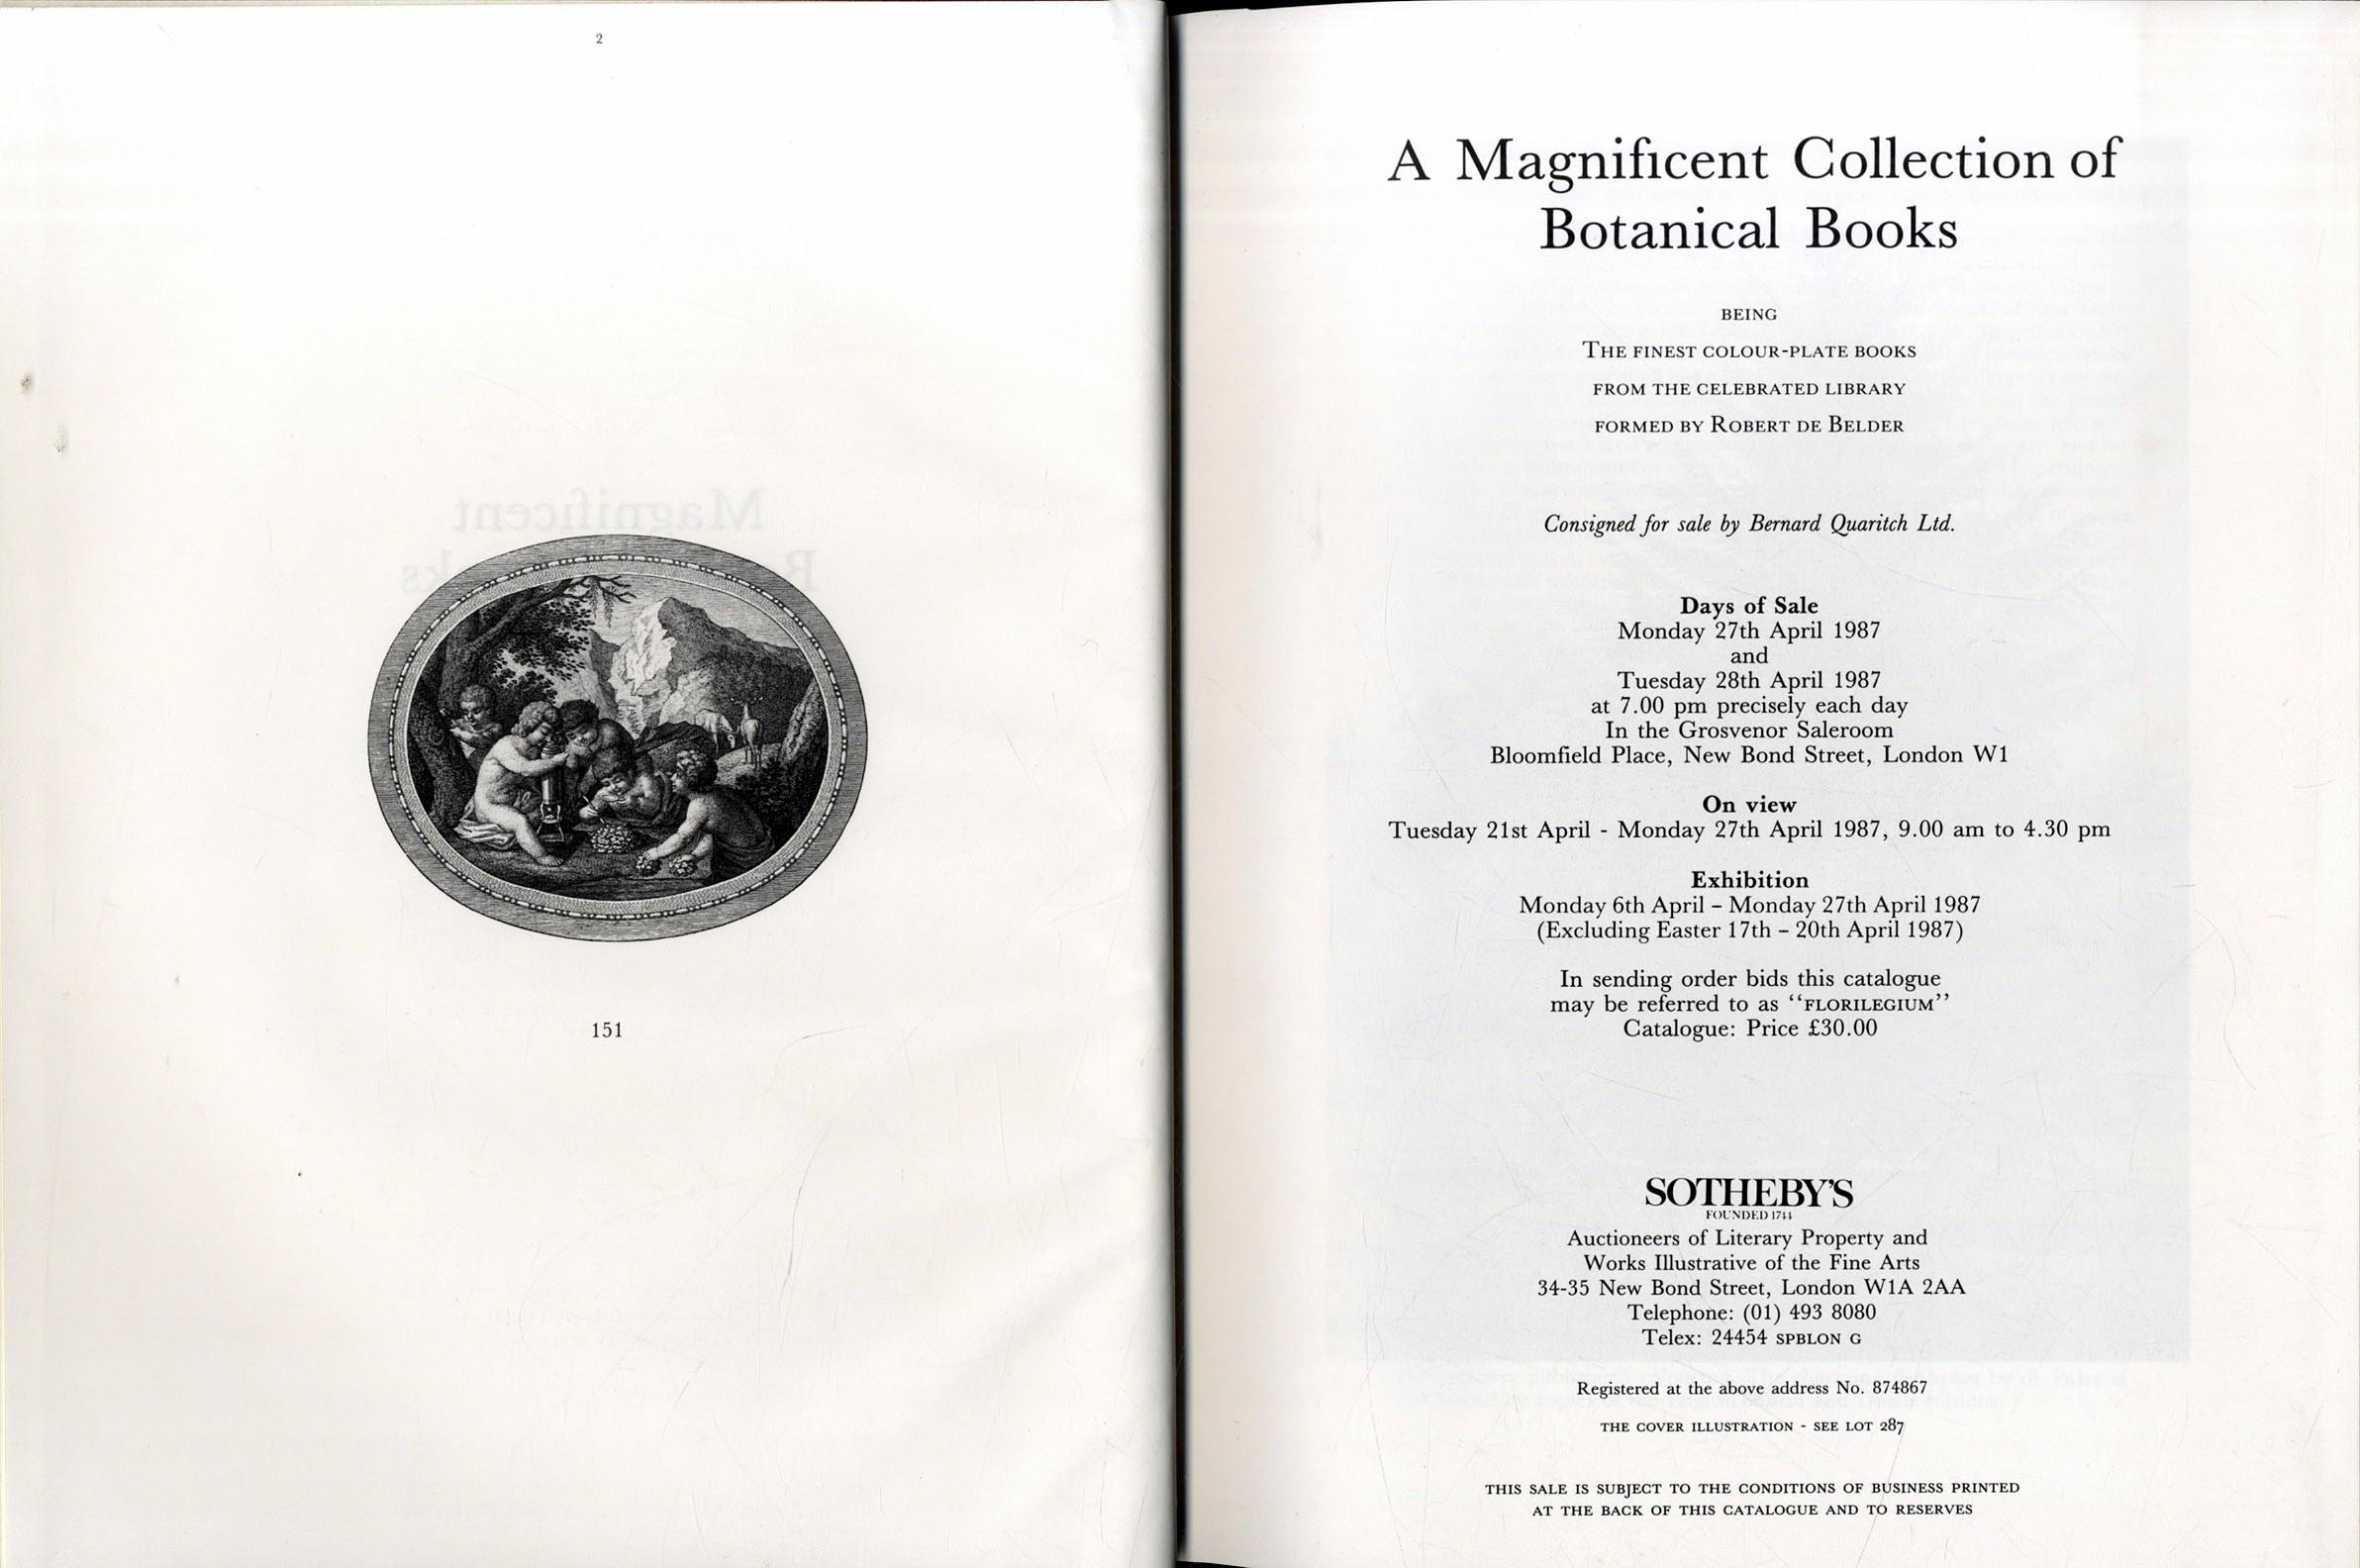 2
151
A Magnificent Collection of
Botanical Books
BEING
THE FINEST COLOUR-PLATE BOOKS
FROM THE CELEBRATED LIBRARY
FORMED BY ROBERT DE BELDER
Consigned for sale by Bernard Quaritch Ltd.
Days of Sale
Monday 27th April 1987
and
Tuesday 28th April 1987
at 7.00 pm precisely each day
In the Grosvenor Saleroom
Bloomfield Place, New Bond Street, London W1
On view
Tuesday 21st April - Monday 27th April 1987, 9.00 am to 4.30 pm
Exhibition
Monday 6th April – Monday 27th April 1987
(Excluding Easter 17th – 20th April 1987)
In sending order bids this catalogue
may be referred to as “FLORILEGIUM”
Catalogue: Price £30.00
SOTHEBY'S
FOUNDED 1744
Auctioneers of Literary Property and
Works Illustrative of the Fine Arts
34-35 New Bond Street, London W1A 2AA
Telephone: (01) 493 8080
Telex: 24454 SPBLON G
Registered at the above address No. 874867
THE COVER ILLUSTRATION - SEE LOT 287
THIS SALE IS SUBJECT TO THE CONDITIONS OF BUSINESS PRINTED
AT THE BACK OF THIS CATALOGUE AND TO RESERVES